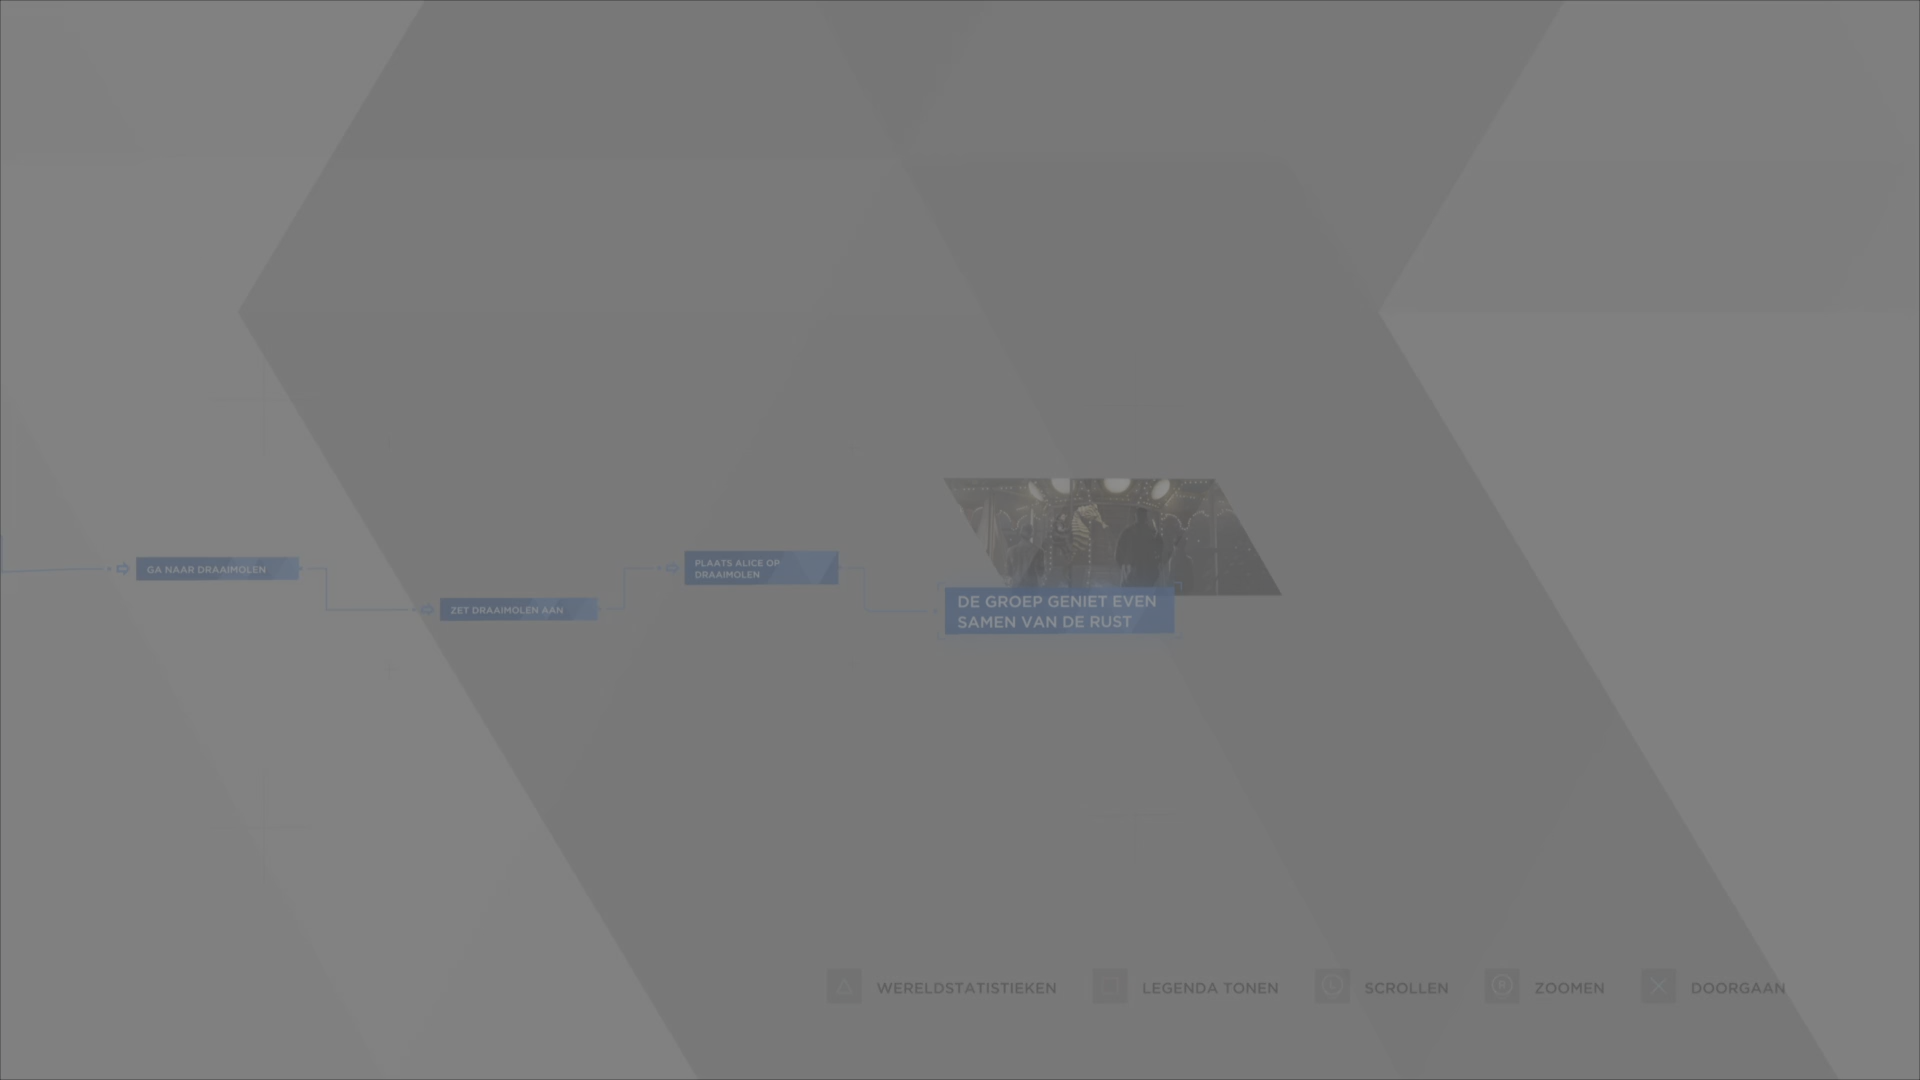 GA NAAR DRAAIMOLEN
ZET DRAAIMOLEN AAN
PLAATS ALICE OP
DRAAIMOLEN
DE GROEP GENIET EVEN
SAMEN VAN DE RUST
WERELDSTATISTIEKEN
LEGENDA TONEN
L SCROLLEN
R ZOOMEN
DOORGAAN